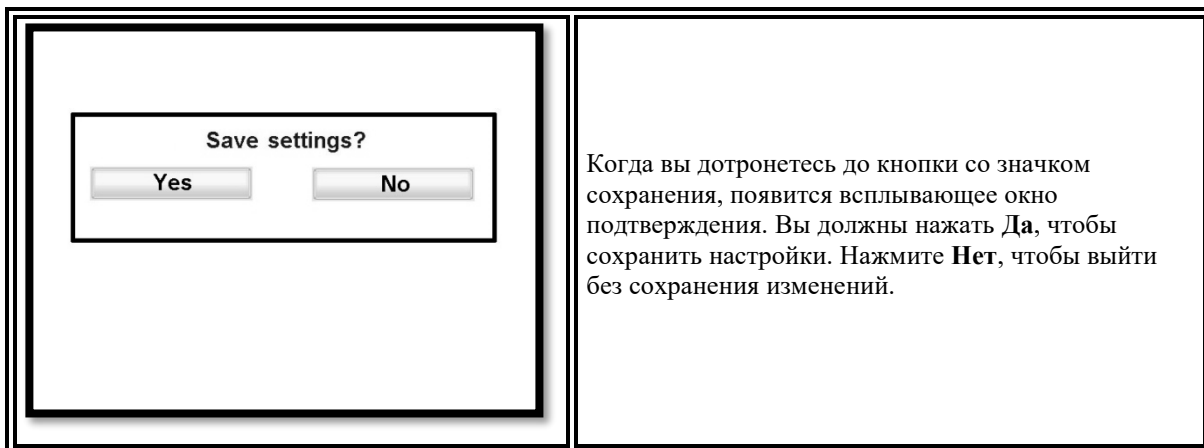 Save settings?
Yes No
Когда вы дотронетесь до кнопки со значком
сохранения, появится всплывающее окно
подтверждения. Вы должны нажать Да, чтобы
сохранить настройки. Нажмите Нет, чтобы выйти
без сохранения изменений.